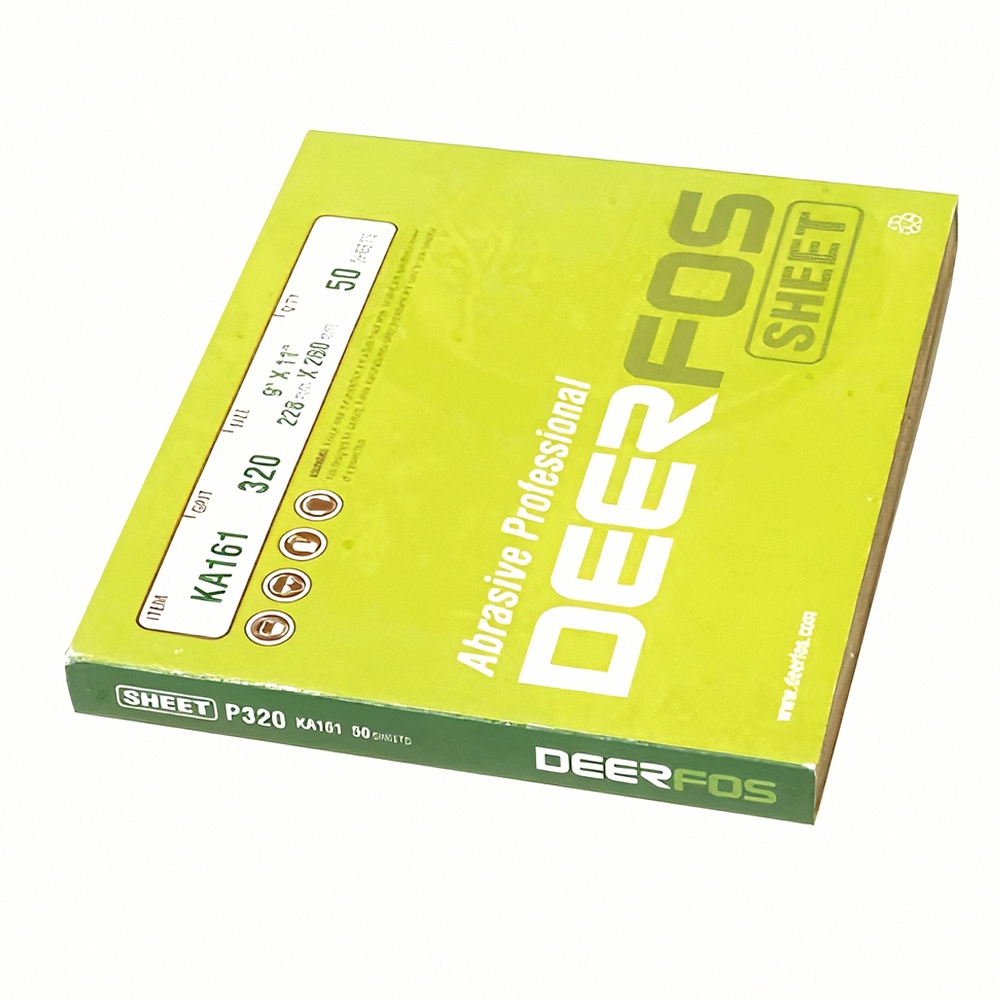 ITEM
KA161
GRIT
320
9" X 11"
228 mm X 280 mm
QTY
50
Abrasive Professional
DEERFOS
SHEET
www.deerfos.com
SHEET P320 KA161 50 SHEETS
DEERFOS